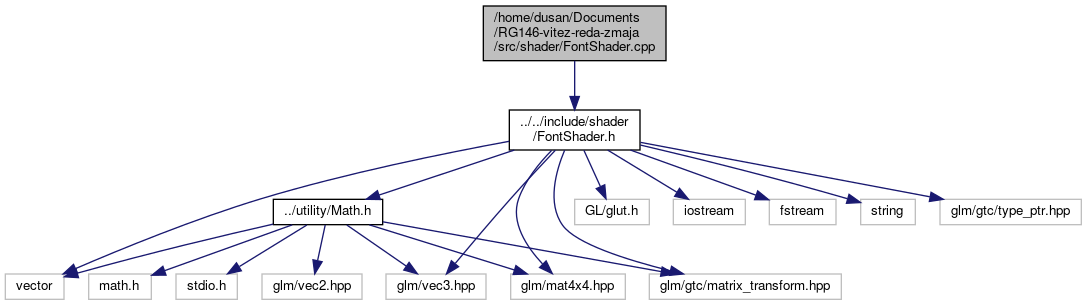 /home/dusan/Documents
/RG146-vitez-reda-zmaja
/src/shader/FontShader.cpp
../../include/shader
/FontShader.h
../utility/Math.h
GL/glut.h
iostream
fstream
string
glm/gtc/type_ptr.hpp
vector
math.h
stdio.h
glm/vec2.hpp
glm/vec3.hpp
glm/mat4x4.hpp
glm/gtc/matrix_transform.hpp